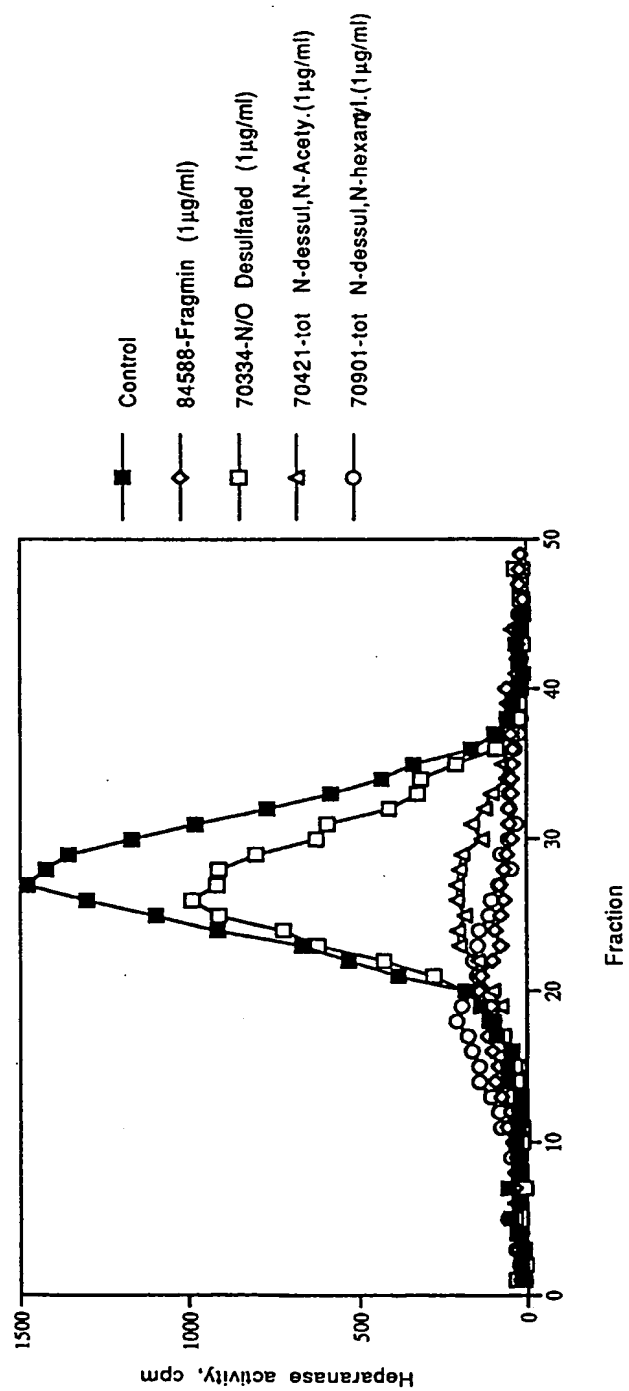 Heparanase activity, cpm
1500
1000
500
0
0
10
20
30
40
50
Fraction
Control
84588-Fragmin (1µg/ml)
70334-N/O Desulfated (1µg/ml)
70421-tot N-dessul,N-Acety.(1µg/ml)
70901-tot N-dessul,N-hexanyl.(1µg/ml)